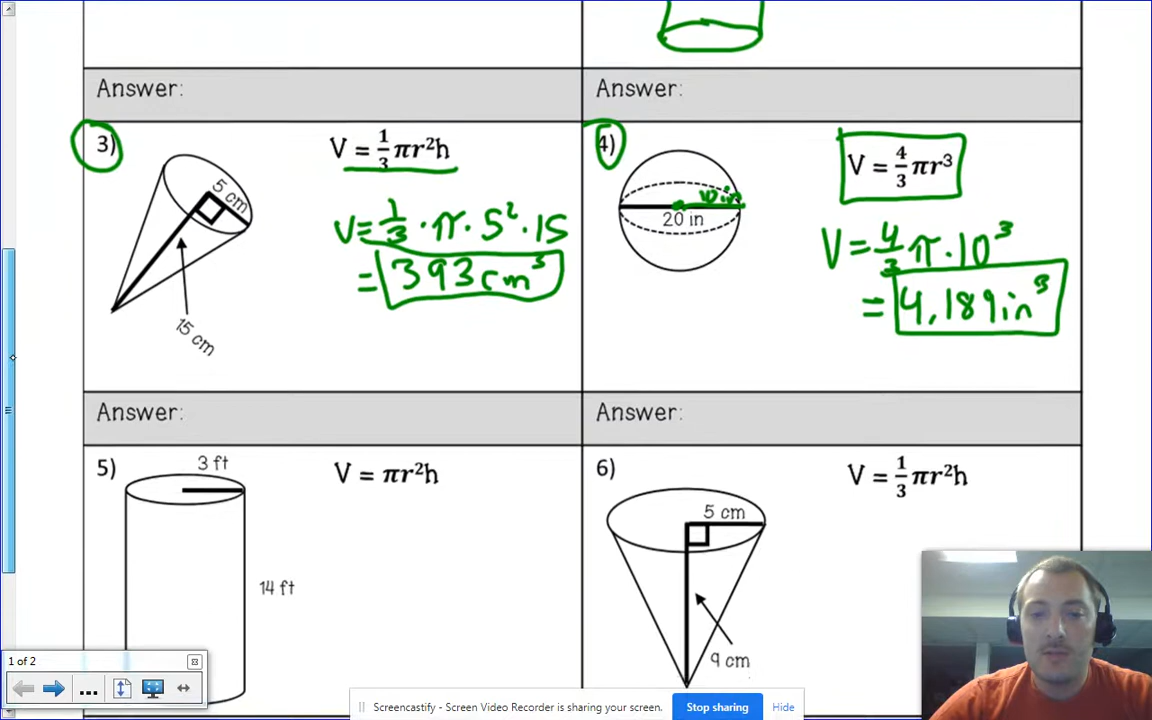 Answer:
Answer:
3)
V = 1/3 πr²h
5 cm
V = 1/3 · π · 5² · 15
= 393 cm³
15 cm
4)
V = 4/3 πr³
10 in
20 in
V = 4/3 π · 10³
= 4,189 in³
Answer:
Answer:
5)
3 ft
V = πr²h
14 ft
6)
V = 1/3 πr²h
5 cm
9 cm
1 of 2
...
Screencastify - Screen Video Recorder is sharing your screen.
Stop sharing
Hide